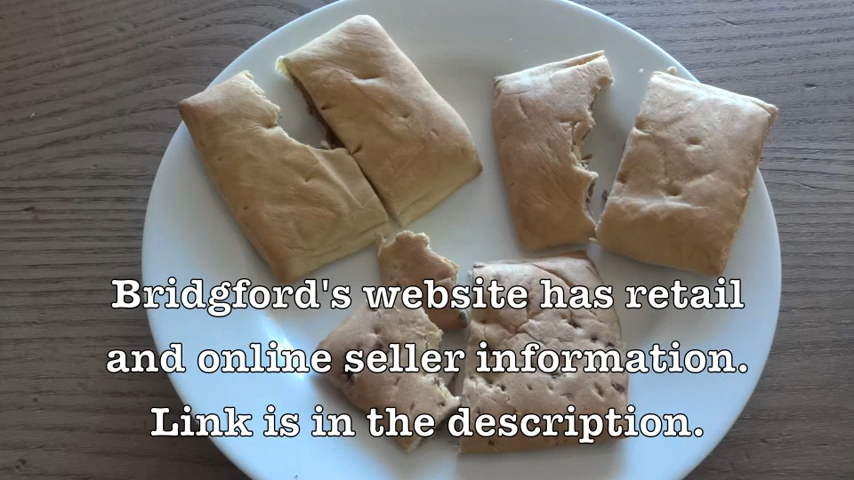 Bridgford's website has retail
and online seller information.
Link is in the description.